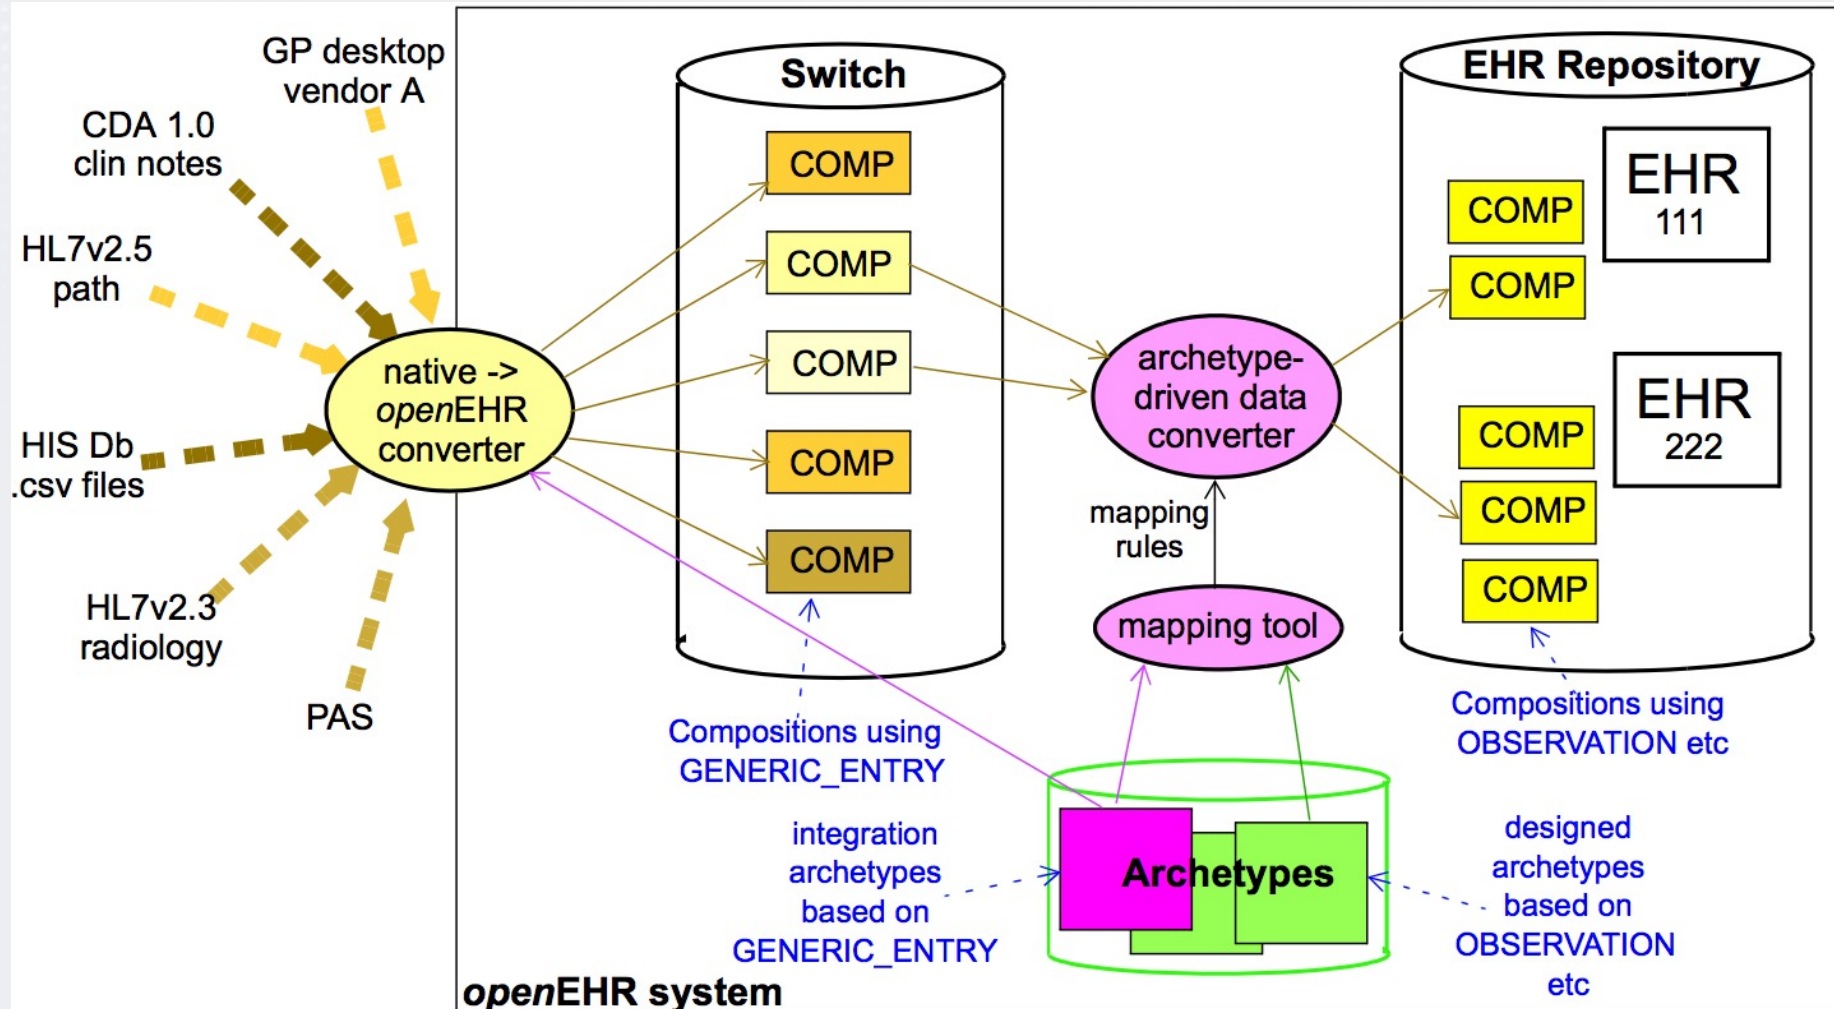 GP desktop
vendor A
CDA 1.0
clin notes
HL7v2.5
path
HIS Db
.csv files
HL7v2.3
radiology
PAS
native ->
openEHR
converter
Switch
COMP
COMP
COMP
COMP
COMP
Compositions using
GENERIC_ENTRY
archetype-
driven data
converter
mapping
rules
mapping tool
EHR Repository
EHR
111
COMP
COMP
EHR
222
COMP
COMP
COMP
Compositions using
OBSERVATION etc
integration
archetypes
based on
GENERIC_ENTRY
Archetypes
designed
archetypes
based on
OBSERVATION
etc
openEHR system